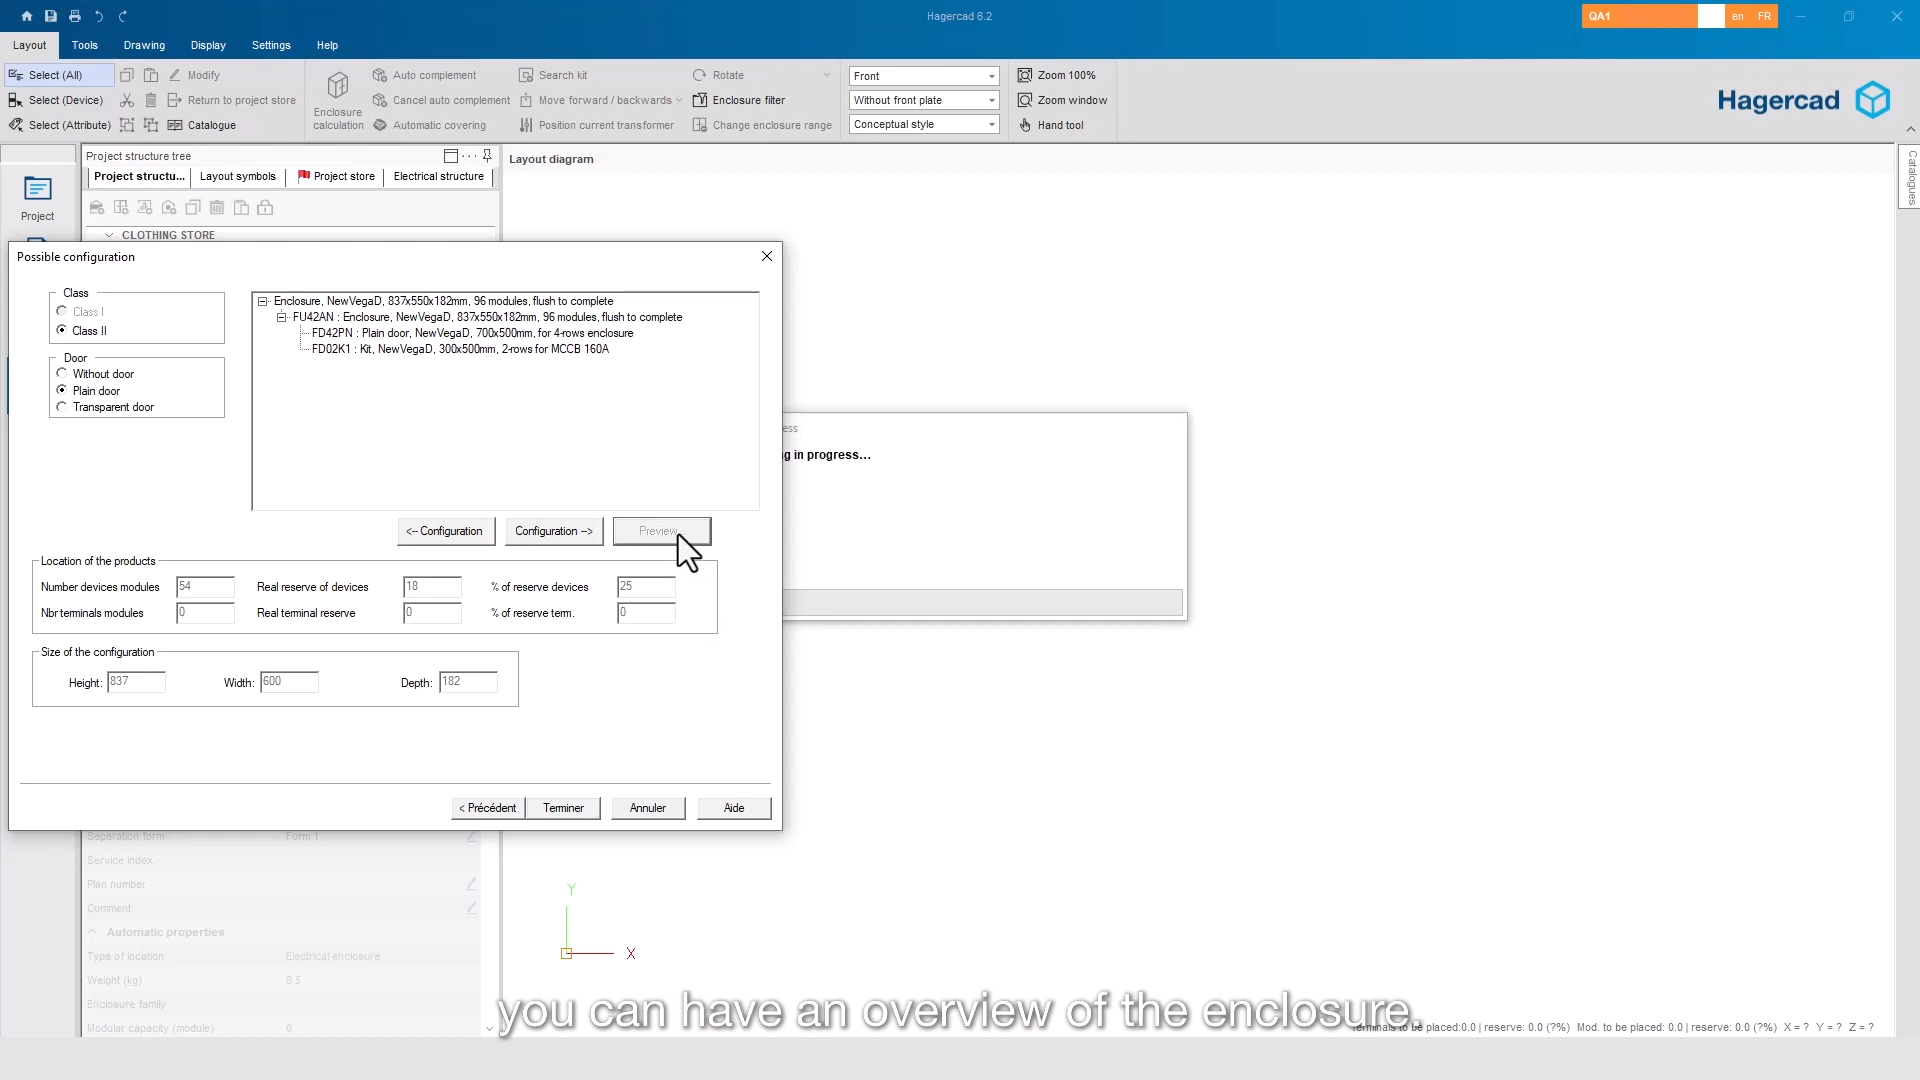 Hagercad 6.2
QA1
en FR
Layout Tools Drawing Display Settings Help
Select (All) Modify
Select (Device) Return to project store
Select (Attribute) Catalogue
Enclosure calculation
Auto complement Search kit Rotate
Cancel auto complement Move forward / backwards Enclosure filter
Automatic covering Position current transformer Change enclosure range
Front
Without front plate
Conceptual style
Zoom 100%
Zoom window
Hand tool
Hagercad
Catalogues
Project structure tree
Layout diagram
Project structu... Layout symbols Project store Electrical structure
Project
CLOTHING STORE
Possible configuration
Class
Class I
Class II
Door
Without door
Plain door
Transparent door
Enclosure, NewVegaD, 837x550x182mm, 96 modules, flush to complete
FU42AN : Enclosure, NewVegaD, 837x550x182mm, 96 modules, flush to complete
FD42PN : Plain door, NewVegaD, 700x500mm, for 4-rows enclosure
FD02K1 : Kit, NewVegaD, 300x500mm, 2-rows for MCCB 160A
ess
g in progress...
<-- Configuration Configuration --> Preview
Location of the products
Number devices modules 54 Real reserve of devices 18 % of reserve devices 25
Nbr terminals modules 0 Real terminal reserve 0 % of reserve term. 0
Size of the configuration
Height: 837 Width: 600 Depth: 182
< Précédent Terminer Annuler Aide
Separation form Form 1
Service index
Plan number
Comment
Automatic properties
Type of location Electrical enclosure
Weight (kg) 8.5
Enclosure family
Modular capacity (module) 0
Y
X
you can have an overview of the enclosure.
Terminals to be placed:0.0 | reserve: 0.0 (?%) Mod. to be placed: 0.0 | reserve: 0.0 (?%) X = ? Y = ? Z = ?